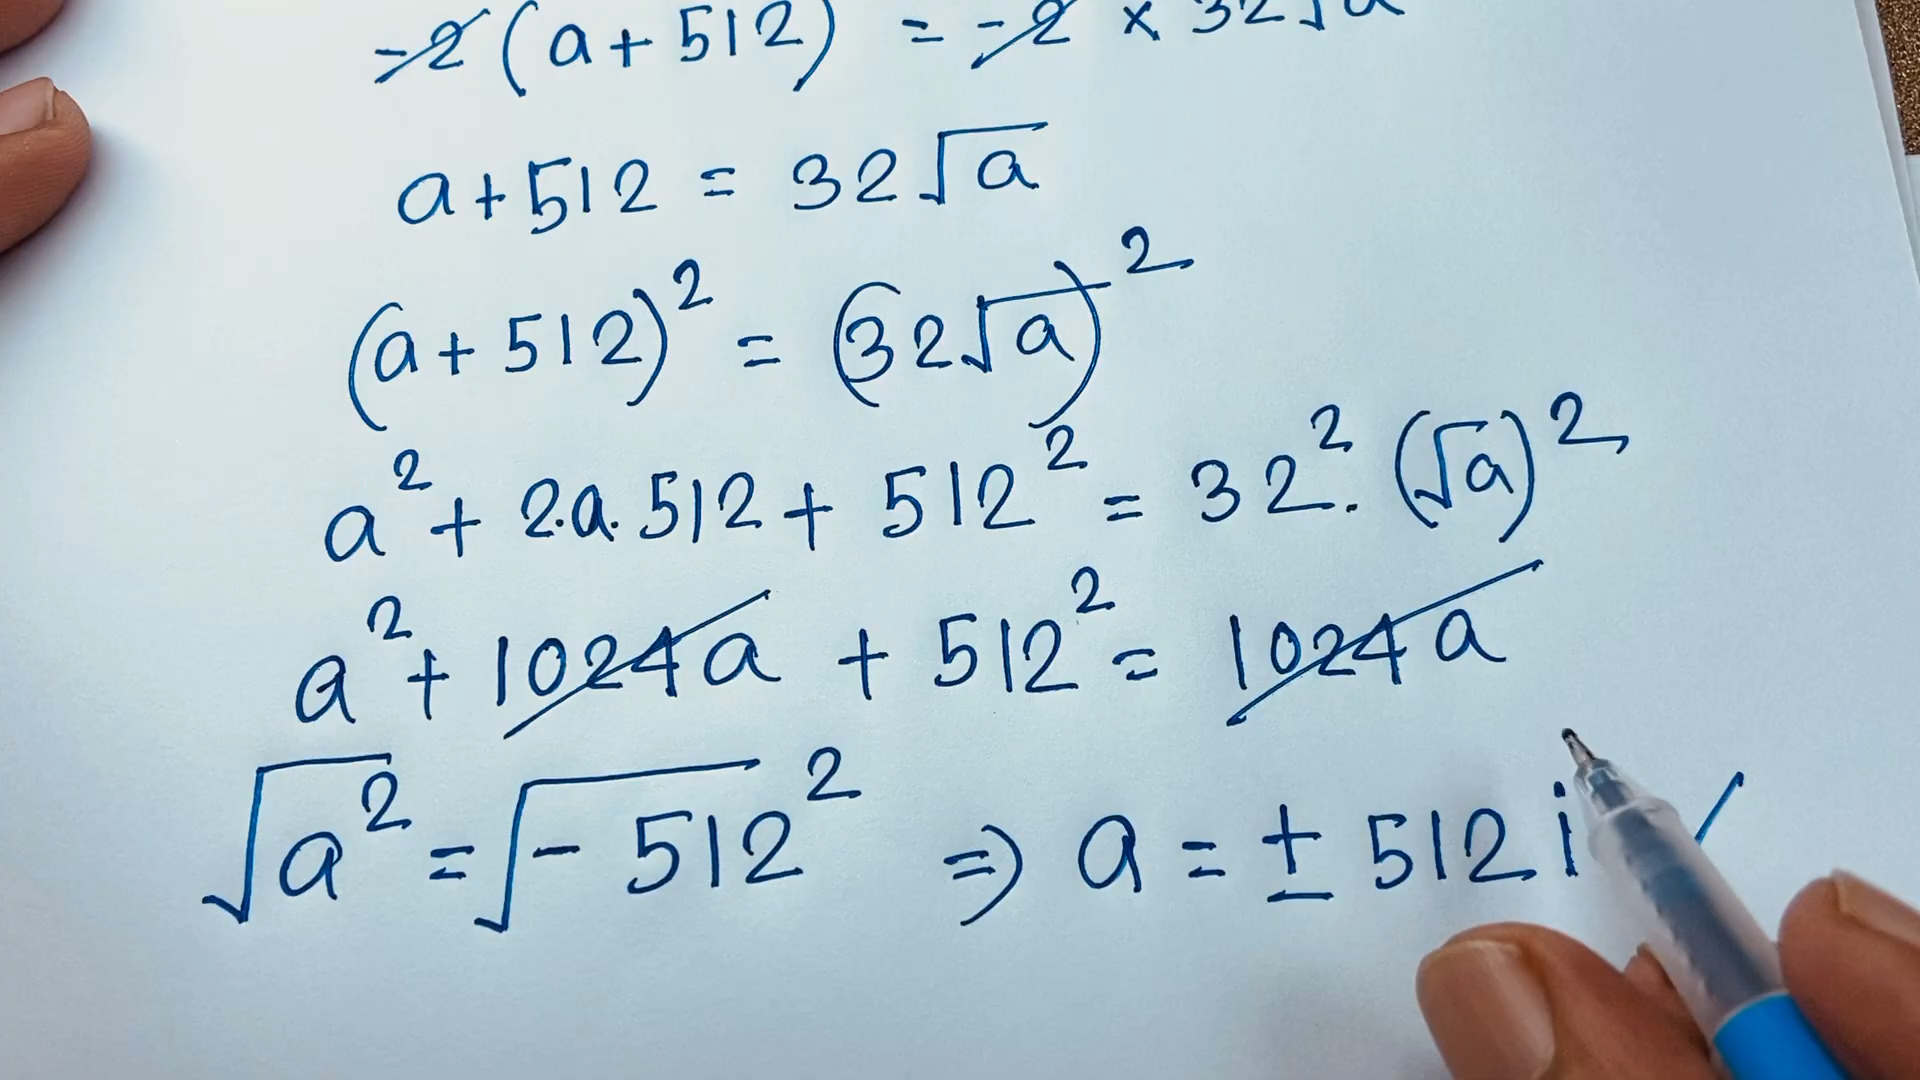 -2(a+512) = -2 × 32√a
a+512 = 32√a
(a+512)² = (32√a)²
a² + 2.a.512 + 512² = 32².(√a)²
a² + 1024a + 512² = 1024a
√a² = √-512² ⇒ a = ± 512 i